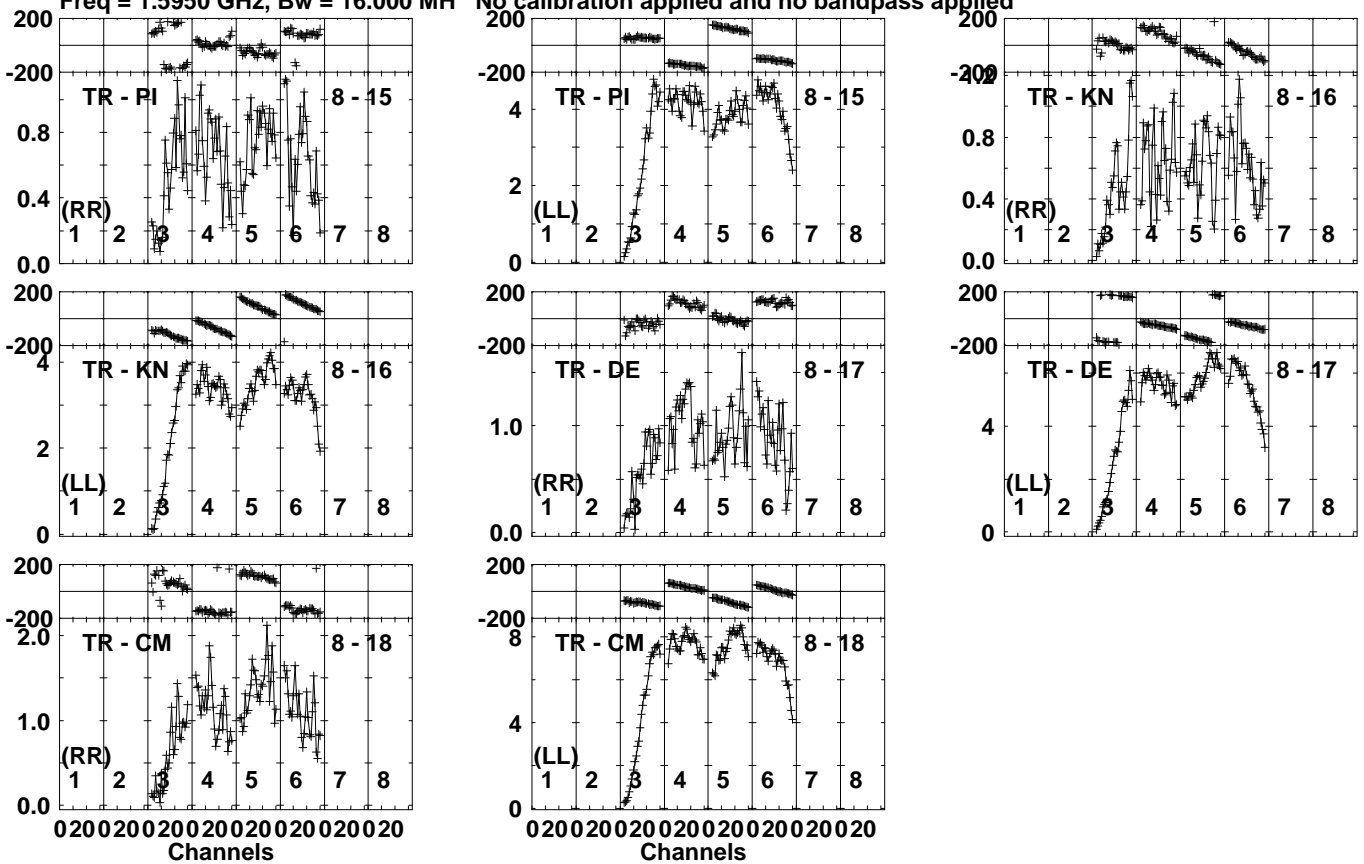 Freq = 1.5950 GHz, Bw = 16.000 MH No calibration applied and no bandpass applied
200
-200
TR - PI 8 - 15
0.8
0.4
0.0
(RR)
1 2 3 4 5 6 7 8
TR - PI 8 - 15
4
2
0
(LL)
1 2 3 4 5 6 7 8
200
-200
1.2
TR - KN 8 - 16
0.8
0.4
0.0
(RR)
1 2 3 4 5 6 7 8
200
-200
4
TR - KN 8 - 16
2
0
(LL)
1 2 3 4 5 6 7 8
200
-200
TR - DE 8 - 17
1.0
0.0
(RR)
1 2 3 4 5 6 7 8
200
-200
TR - DE 8 - 17
4
0
(LL)
1 2 3 4 5 6 7 8
200
-200
2.0
TR - CM 8 - 18
1.0
0.0
(RR)
1 2 3 4 5 6 7 8
020020020020020020020020
Channels
200
-200
8
TR - CM 8 - 18
4
0
(LL)
1 2 3 4 5 6 7 8
020020020020020020020020
Channels